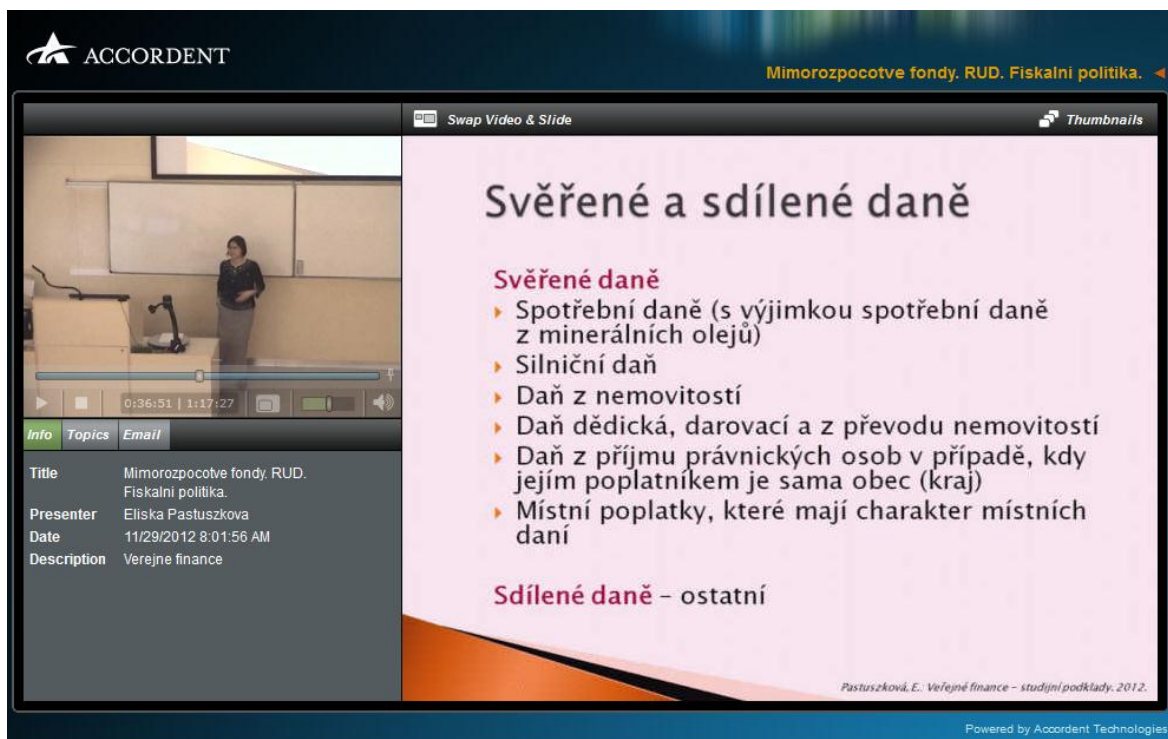 ACCORDENT
Mimorozpocotve fondy. RUD. Fiskalni politika.
Swap Video & Slide
Thumbnails
0:36:51 | 1:17:27
Info Topics Email
Title Mimorozpocotve fondy. RUD.
Fiskalni politika.
Presenter Eliska Pastuszkova
Date 11/29/2012 8:01:56 AM
Description Verejne finance
Svěřené a sdílené daně
Svěřené daně
Spotřební daně (s výjimkou spotřební daně
z minerálních olejů)
Silniční daň
Daň z nemovitostí
Daň dědická, darovací a z převodu nemovitostí
Daň z příjmu právnických osob v případě, kdy
jejím poplatníkem je sama obec (kraj)
Místní poplatky, které mají charakter místních
daní
Sdílené daně – ostatní
Pastuszková, E.: Veřejné finance – studijní podklady. 2012.
Powered by Accordent Technologies